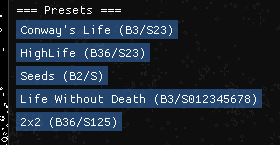 === Presets ===
Conway's Life (B3/S23)
HighLife (B36/S23)
Seeds (B2/S)
Life Without Death (B3/S012345678)
2x2 (B36/S125)